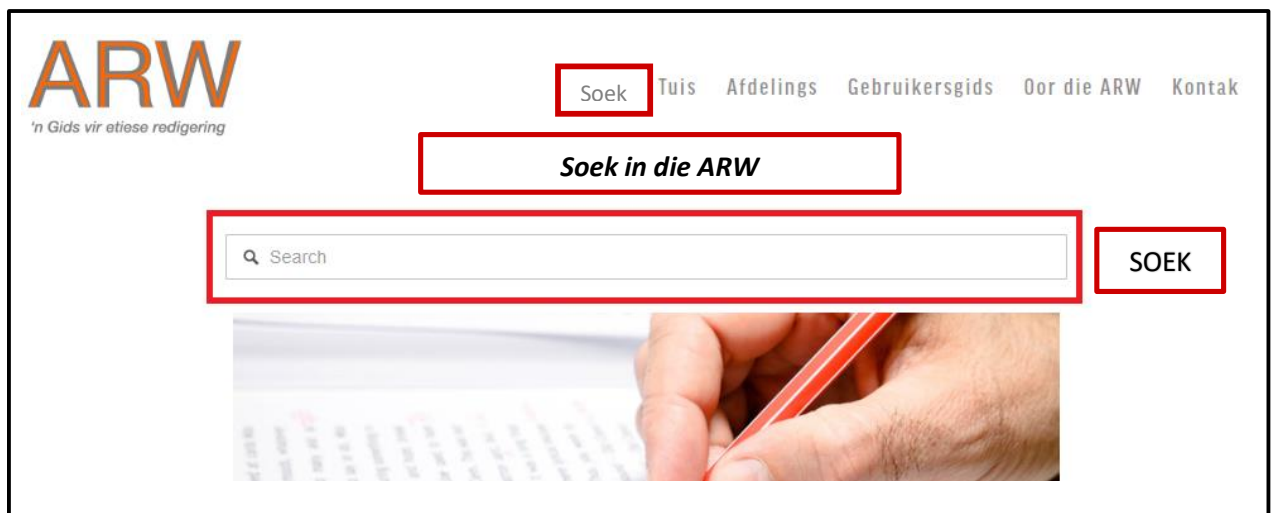 ARW
'n Gids vir etiese redigering
Soek Tuis Afdelings Gebruikersgids Oor die ARW Kontak
Soek in die ARW
Search
SOEK